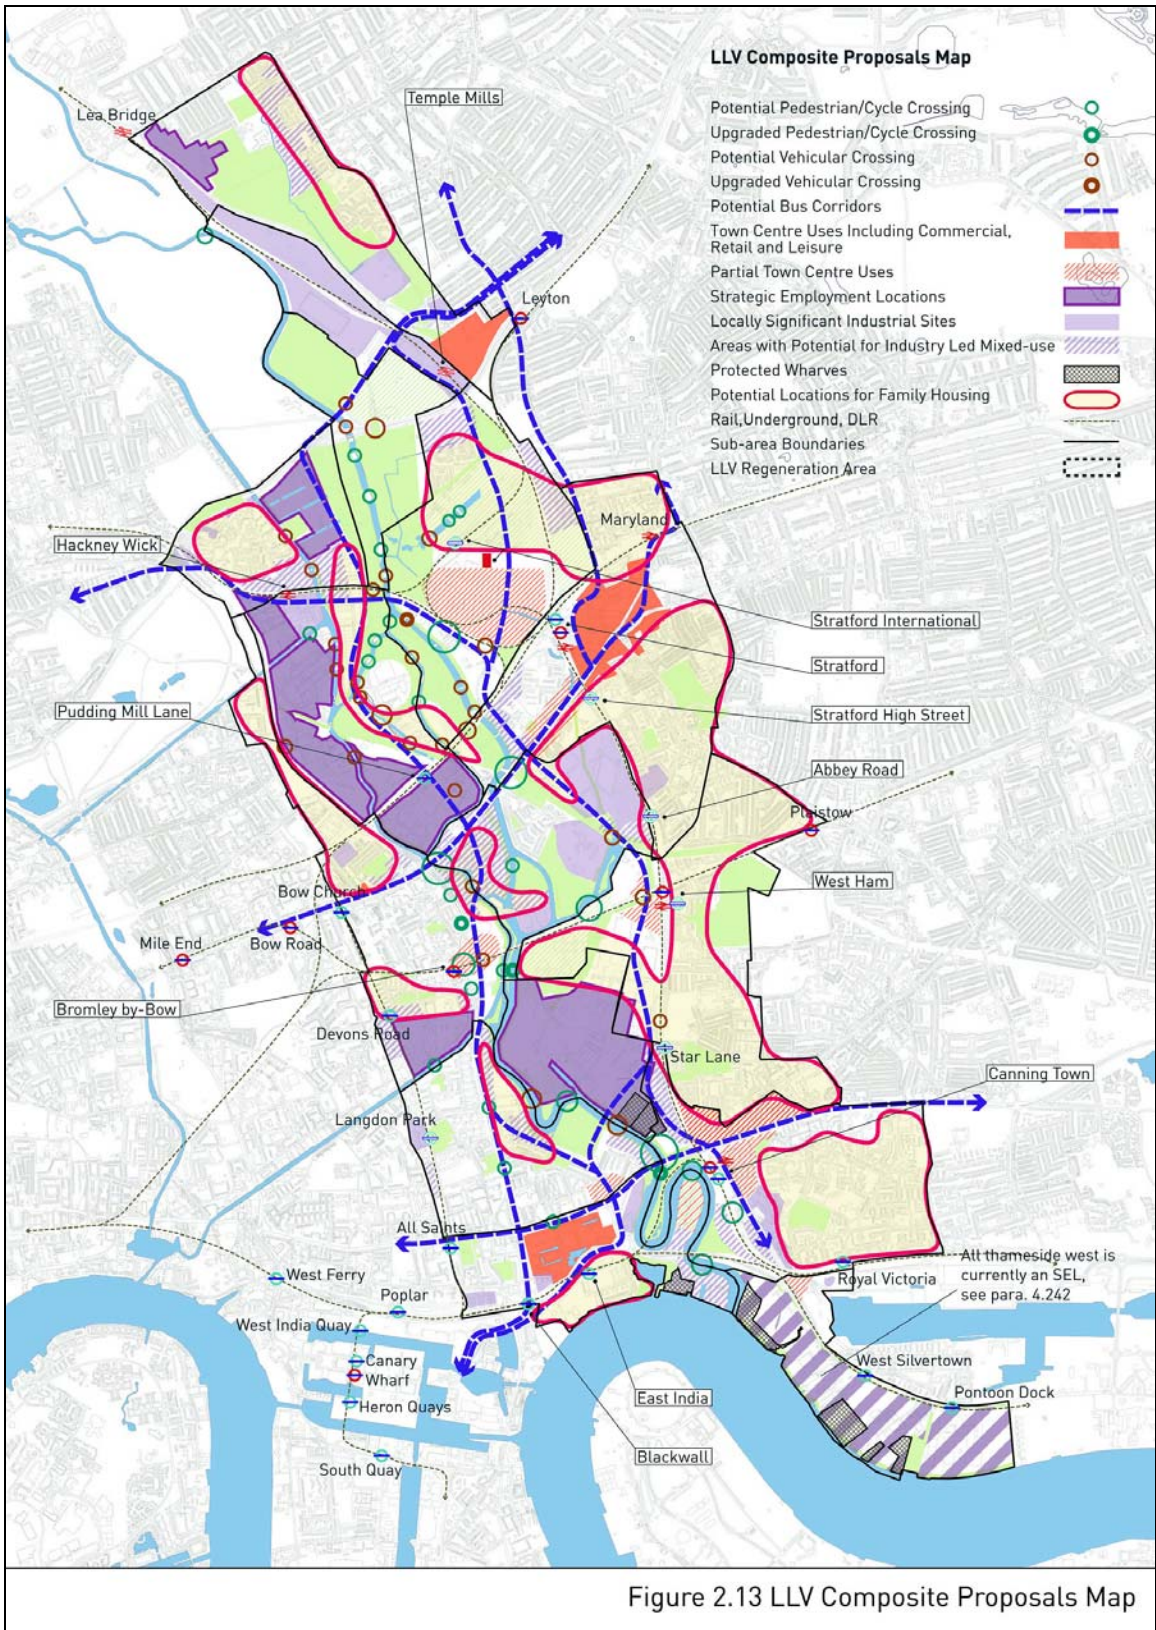 LLV Composite Proposals Map
Potential Pedestrian/Cycle Crossing
Upgraded Pedestrian/Cycle Crossing
Potential Vehicular Crossing
Upgraded Vehicular Crossing
Potential Bus Corridors
Town Centre Uses Including Commercial,
Retail and Leisure
Partial Town Centre Uses
Strategic Employment Locations
Locally Significant Industrial Sites
Areas with Potential for Industry Led Mixed-use
Protected Wharves
Potential Locations for Family Housing
Rail,Underground, DLR
Sub-area Boundaries
LLV Regeneration Area
Temple Mills
Lea Bridge
Leyton
Maryland
Hackney Wick
Stratford International
Stratford
Pudding Mill Lane
Stratford High Street
Abbey Road
Plaistow
West Ham
Bow Church
Mile End
Bow Road
Bromley by-Bow
Devons Road
Star Lane
Canning Town
Langdon Park
All Saints
All thameside west is
currently an SEL,
see para. 4.242
Royal Victoria
West Ferry
Poplar
West India Quay
Canary
Wharf
West Silvertown
Pontoon Dock
Heron Quays
East India
Blackwall
South Quay
Figure 2.13 LLV Composite Proposals Map